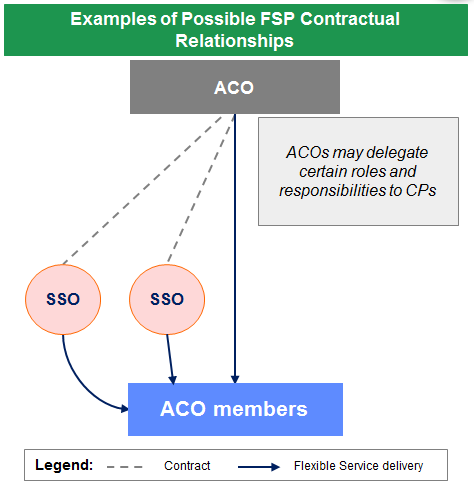 Examples of Possible FSP Contractual
Relationships
ACO
ACOs may delegate
certain roles and
responsibilities to CPs
SSO
SSO
ACO members
Legend:
Contract
Flexible Service delivery